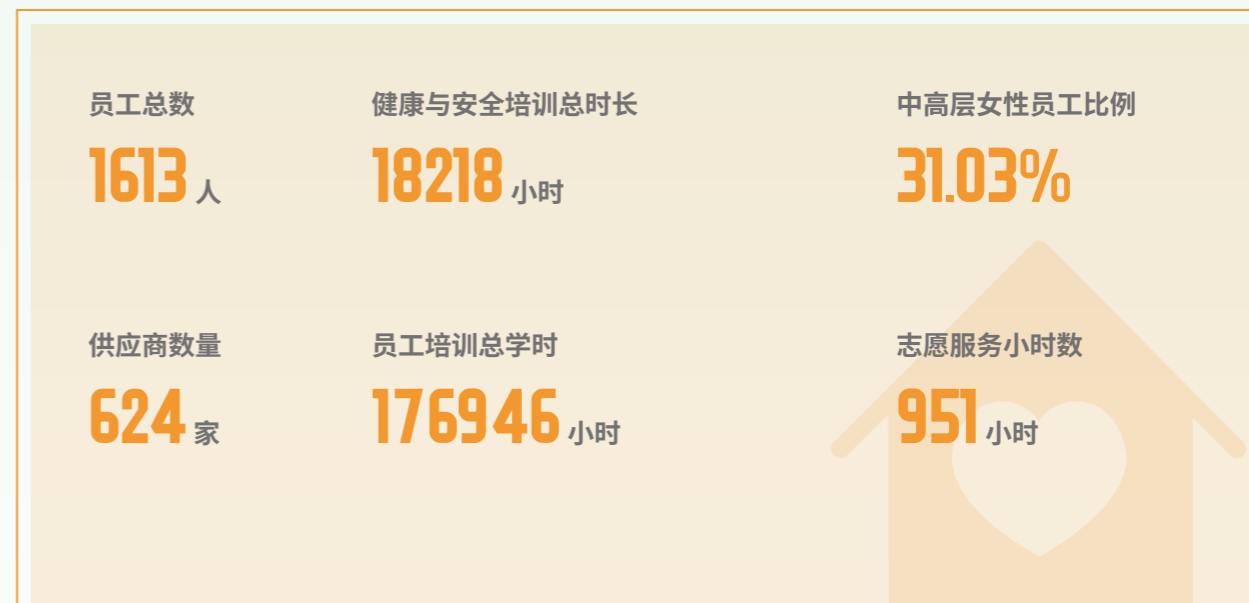 员工总数
健康与安全培训总时长
中高层女性员工比例
1613 人
18218 小时
31.03%
供应商数量
员工培训总学时
志愿服务小时数
624 家
176946 小时
951 小时